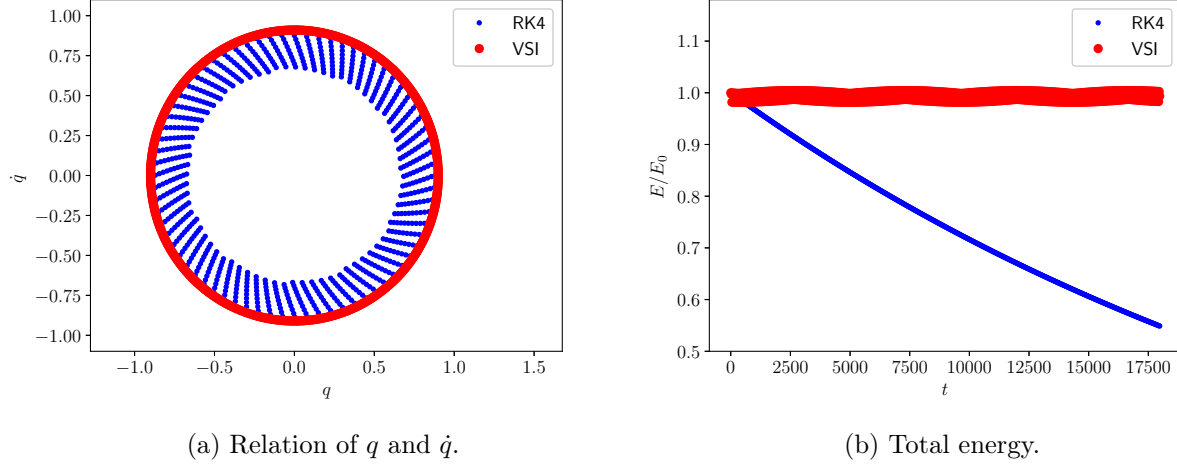 1.00
0.75
0.50
0.25
0.00
−0.25
−0.50
−0.75
−1.00
q̇
−1.0 −0.5 0.0 0.5 1.0 1.5
q
RK4
VSI
(a) Relation of q and q̇.
1.1
1.0
0.9
0.8
0.7
0.6
0.5
E/E₀
0 2500 5000 7500 10000 12500 15000 17500
t
RK4
VSI
(b) Total energy.